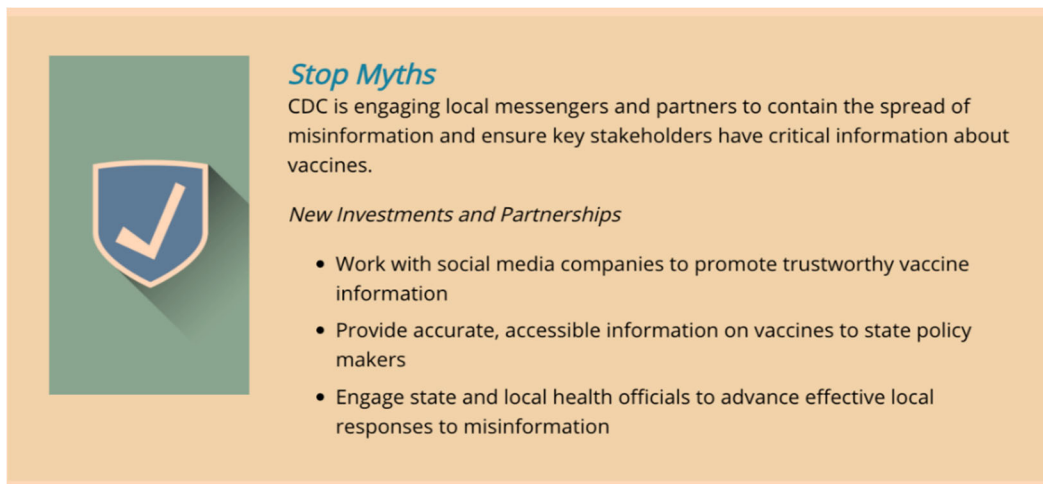 Stop Myths
CDC is engaging local messengers and partners to contain the spread of
misinformation and ensure key stakeholders have critical information about
vaccines.
New Investments and Partnerships
• Work with social media companies to promote trustworthy vaccine
information
• Provide accurate, accessible information on vaccines to state policy
makers
• Engage state and local health officials to advance effective local
responses to misinformation